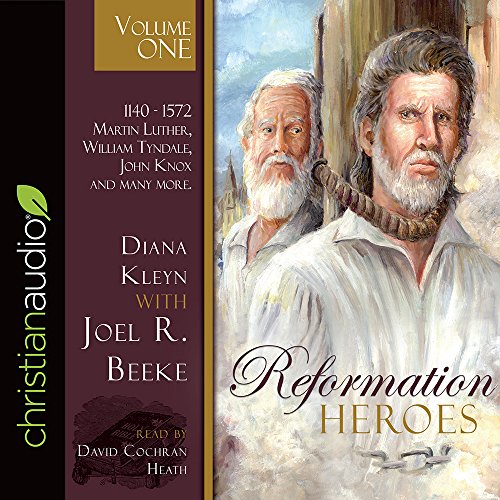 christianaudio
VOLUME
ONE
1140 - 1572
MARTIN LUTHER,
WILLIAM TYNDALE,
JOHN KNOX
AND MANY MORE.
DIANA
KLEYN
WITH
JOEL R.
BEEKE
READ BY
DAVID COCHRAN
HEATH
Reformation
HEROES